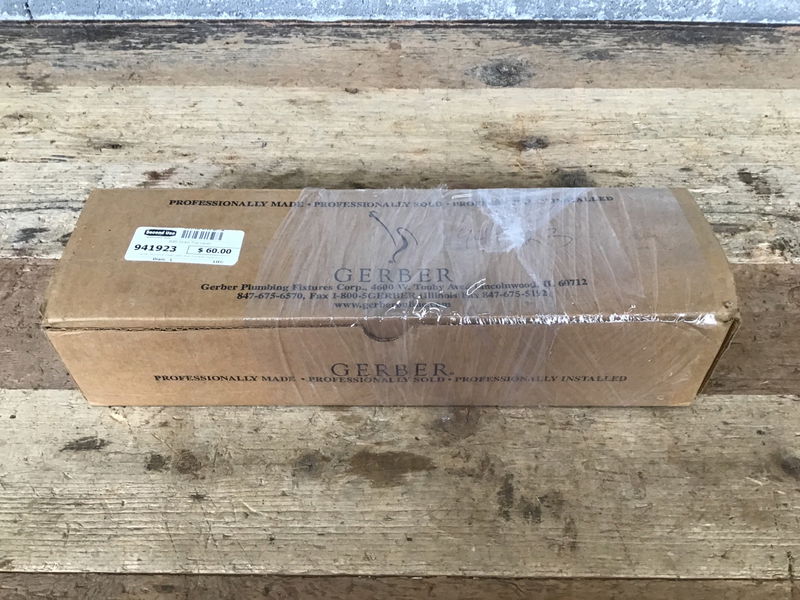 PROFESSIONALLY MADE • PROFESSIONALLY SOLD • INSTALLED
Second Use
941923
$ 60.00
GERBER
Gerber Plumbing Fixtures Corp., 4600 W. Touhy Ave., Lincolnwood, IL 60712
847-675-6570, Fax 1-800-5GERBER, Illinois Fax 847-675-5192
GERBER®
PROFESSIONALLY MADE • PROFESSIONALLY SOLD • PROFESSIONALLY INSTALLED